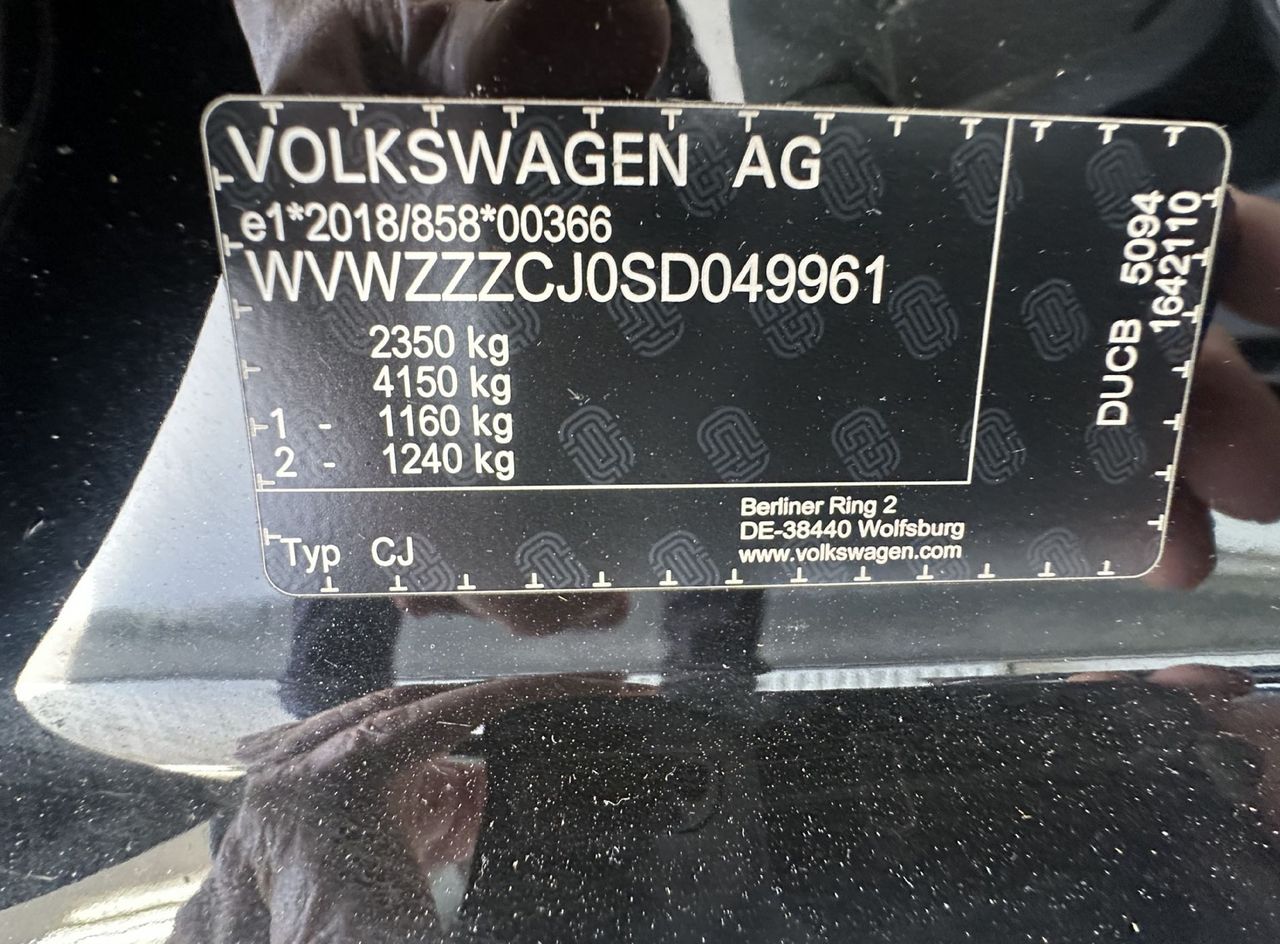 VOLKSWAGEN AG
e1*2018/858*00366
WVWZZZCJ0SD049961
2350 kg
4150 kg
1 - 1160 kg
2 - 1240 kg
Typ CJ
Berliner Ring 2
DE-38440 Wolfsburg
www.volkswagen.com
DUCB 5094
1642110